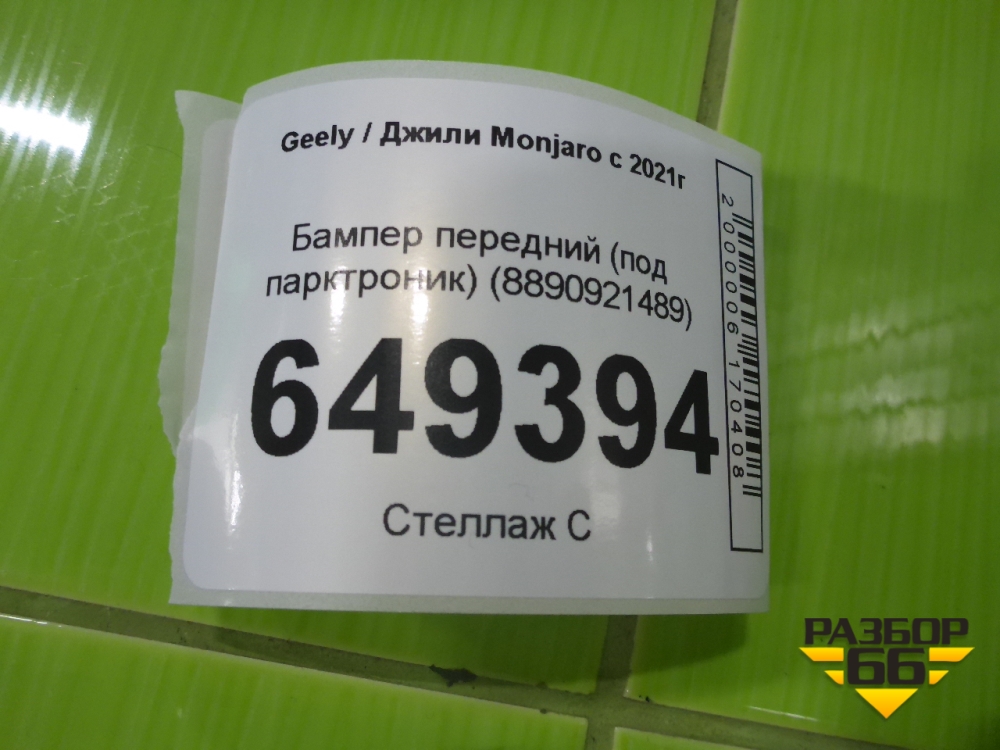 Geely / Джили Monjaro с 2021г
Бампер передний (под
парктроник) (8890921489)
649394
Стеллаж С
2000006170408
РАЗБОР
66